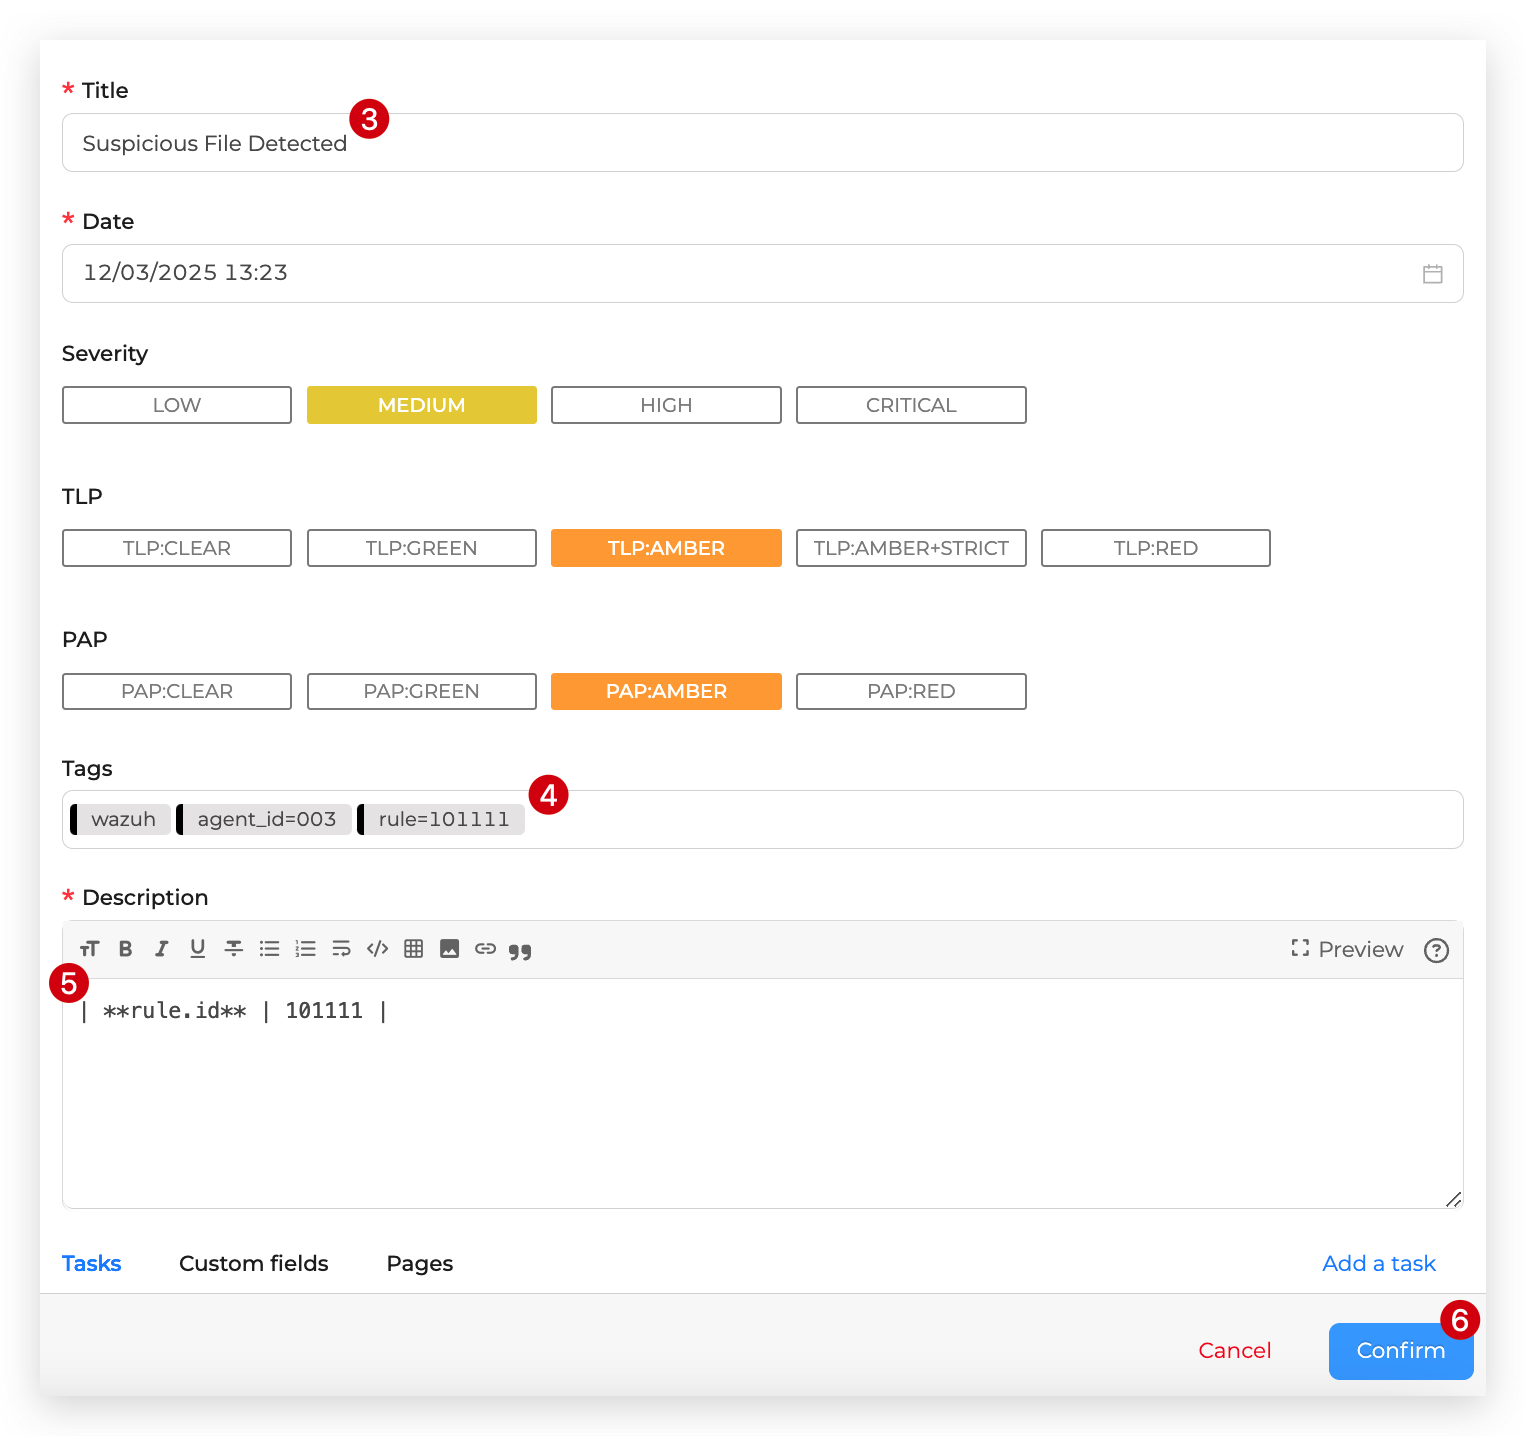 * Title
3
Suspicious File Detected
* Date
12/03/2025 13:23
Severity
LOW MEDIUM HIGH CRITICAL
TLP
TLP:CLEAR TLP:GREEN TLP:AMBER TLP:AMBER+STRICT TLP:RED
PAP
PAP:CLEAR PAP:GREEN PAP:AMBER PAP:RED
Tags
4
wazuh agent_id=003 rule=101111
* Description
Preview
5
| **rule.id** | 101111 |
Tasks Custom fields Pages Add a task
6
Cancel Confirm